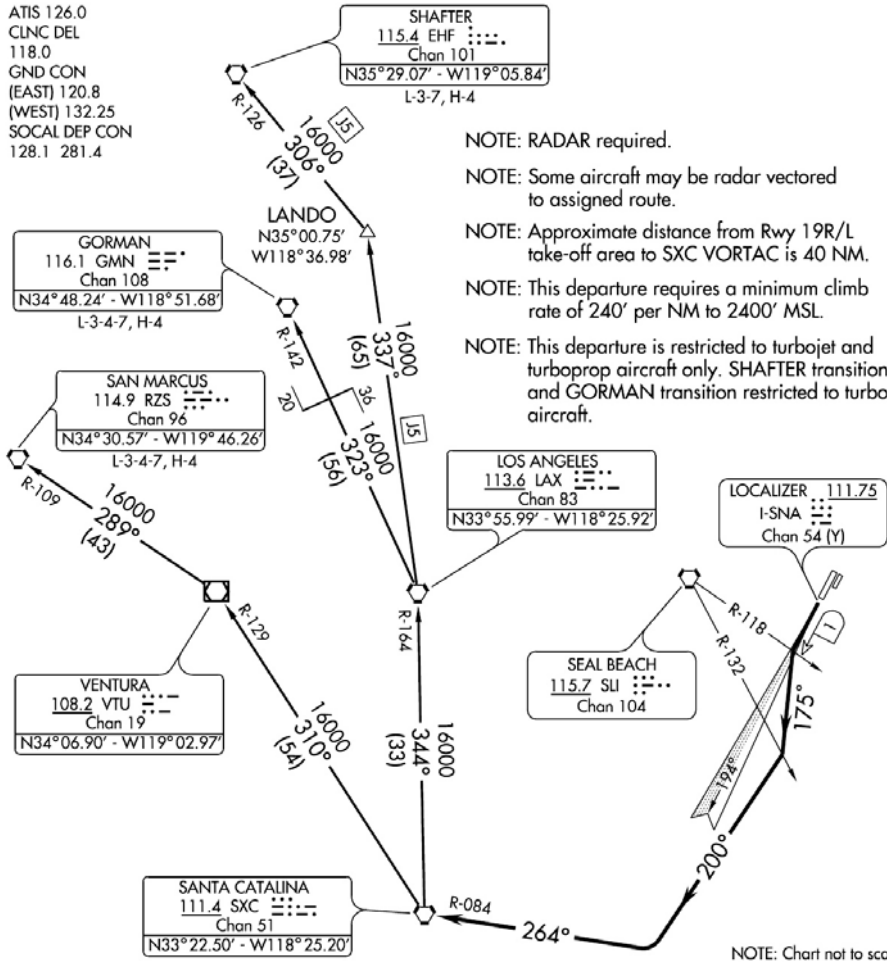 ATIS 126.0
CLNC DEL
118.0
GND CON
(EAST) 120.8
(WEST) 132.25
SOCAL DEP CON
128.1 281.4
SHAFTER
115.4 EHF
Chan 101
N35°29.07' - W119°05.84'
L-3-7, H-4
R-126
16000
306°
(37)
J5
NOTE: RADAR required.
NOTE: Some aircraft may be radar vectored
to assigned route.
NOTE: Approximate distance from Rwy 19R/L
take-off area to SXC VORTAC is 40 NM.
NOTE: This departure requires a minimum climb
rate of 240' per NM to 2400' MSL.
NOTE: This departure is restricted to turbojet and
turboprop aircraft only. SHAFTER transition
and GORMAN transition restricted to turbo
aircraft.
LANDO
N35°00.75'
W118°36.98'
GORMAN
116.1 GMN
Chan 108
N34°48.24' - W118°51.68'
L-3-4-7, H-4
R-142
20
36
16000
323°
(56)
16000
337°
(65)
J5
SAN MARCUS
114.9 RZS
Chan 96
N34°30.57' - W119°46.26'
L-3-4-7, H-4
R-109
16000
289°
(43)
LOS ANGELES
113.6 LAX
Chan 83
N33°55.99' - W118°25.92'
LOCALIZER 111.75
I-SNA
Chan 54 (Y)
R-129
R-164
R-118
R-132
1
SEAL BEACH
115.7 SLI
Chan 104
VENTURA
108.2 VTU
Chan 19
N34°06.90' - W119°02.97'
16000
310°
(54)
16000
344°
(33)
175°
194°
200°
SANTA CATALINA
111.4 SXC
Chan 51
N33°22.50' - W118°25.20'
R-084
264°
NOTE: Chart not to sca